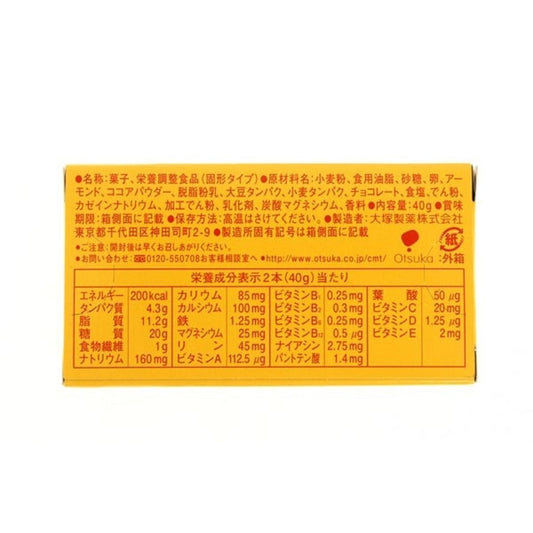 ●名称:菓子、栄養調整食品(固形タイプ)●原材料名:小麦粉、食用油脂、砂糖、卵、アー
モンド、ココアパウダー、脱脂粉乳、大豆タンパク、小麦タンパク、チョコレート、食塩、でん粉、
カゼインナトリウム、加工でん粉、乳化剤、炭酸マグネシウム、香料●内容量:40g●賞味
期限:箱側面に記載●保存方法:高温はさけてください。●製造者:大塚製薬株式会社
東京都千代田区神田司町2-9 ●製造所固有記号は箱側面に記載
●ご注意:開封後は早くお召しあがりください。
●お問い合わせ 0120-550708お客様相談室へ ●http://www.otsuka.co.jp/cmt/
Otsuka
紙
:外箱
栄養成分表示2本(40g)当たり
エネルギー 200kcal カリウム 85mg ビタミンB1 0.25mg 葉酸 50μg
タンパク質 4.3g カルシウム 100mg ビタミンB2 0.3mg ビタミンC 20mg
脂質 11.2g 鉄 1.25mg ビタミンB6 0.25mg ビタミンD 1.25μg
糖質 20g マグネシウム 25mg ビタミンB12 0.5μg ビタミンE 2mg
食物繊維 1g リン 45mg ナイアシン 2.75mg
ナトリウム 160mg ビタミンA 112.5μg パントテン酸 1.4mg